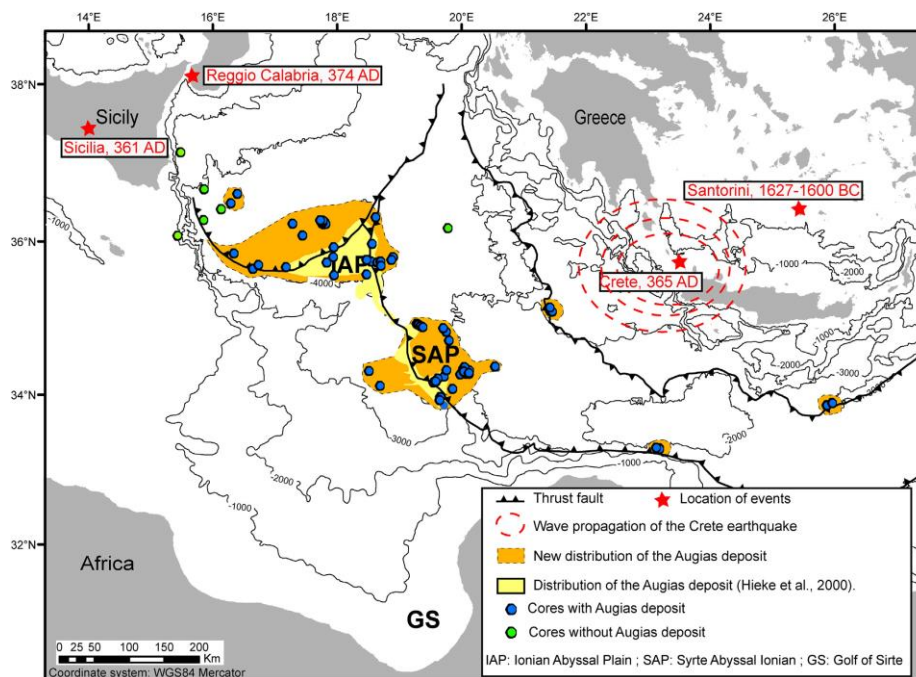 14°E 16°E 18°E 20°E 22°E 24°E 26°E
38°N
36°N
34°N
32°N
Reggio Calabria, 374 AD
Sicily
Sicilia, 361 AD
Greece
Santorini, 1627-1600 BC
Crete, 365 AD
-1000
-1000
-2000
IAP
-4000
SAP
-1000
-2000
-3000
3000
-2000
-1000
-2000
-1000
Africa
GS
Thrust fault
Location of events
Wave propagation of the Crete earthquake
New distribution of the Augias deposit
Distribution of the Augias deposit (Hieke et al., 2000).
Cores with Augias deposit
Cores without Augias deposit
IAP: Ionian Abyssal Plain ; SAP: Syrte Abyssal Ionian ; GS: Golf of Sirte
0 25 50 100 150 200
Km
Coordinate system: WGS84 Mercator